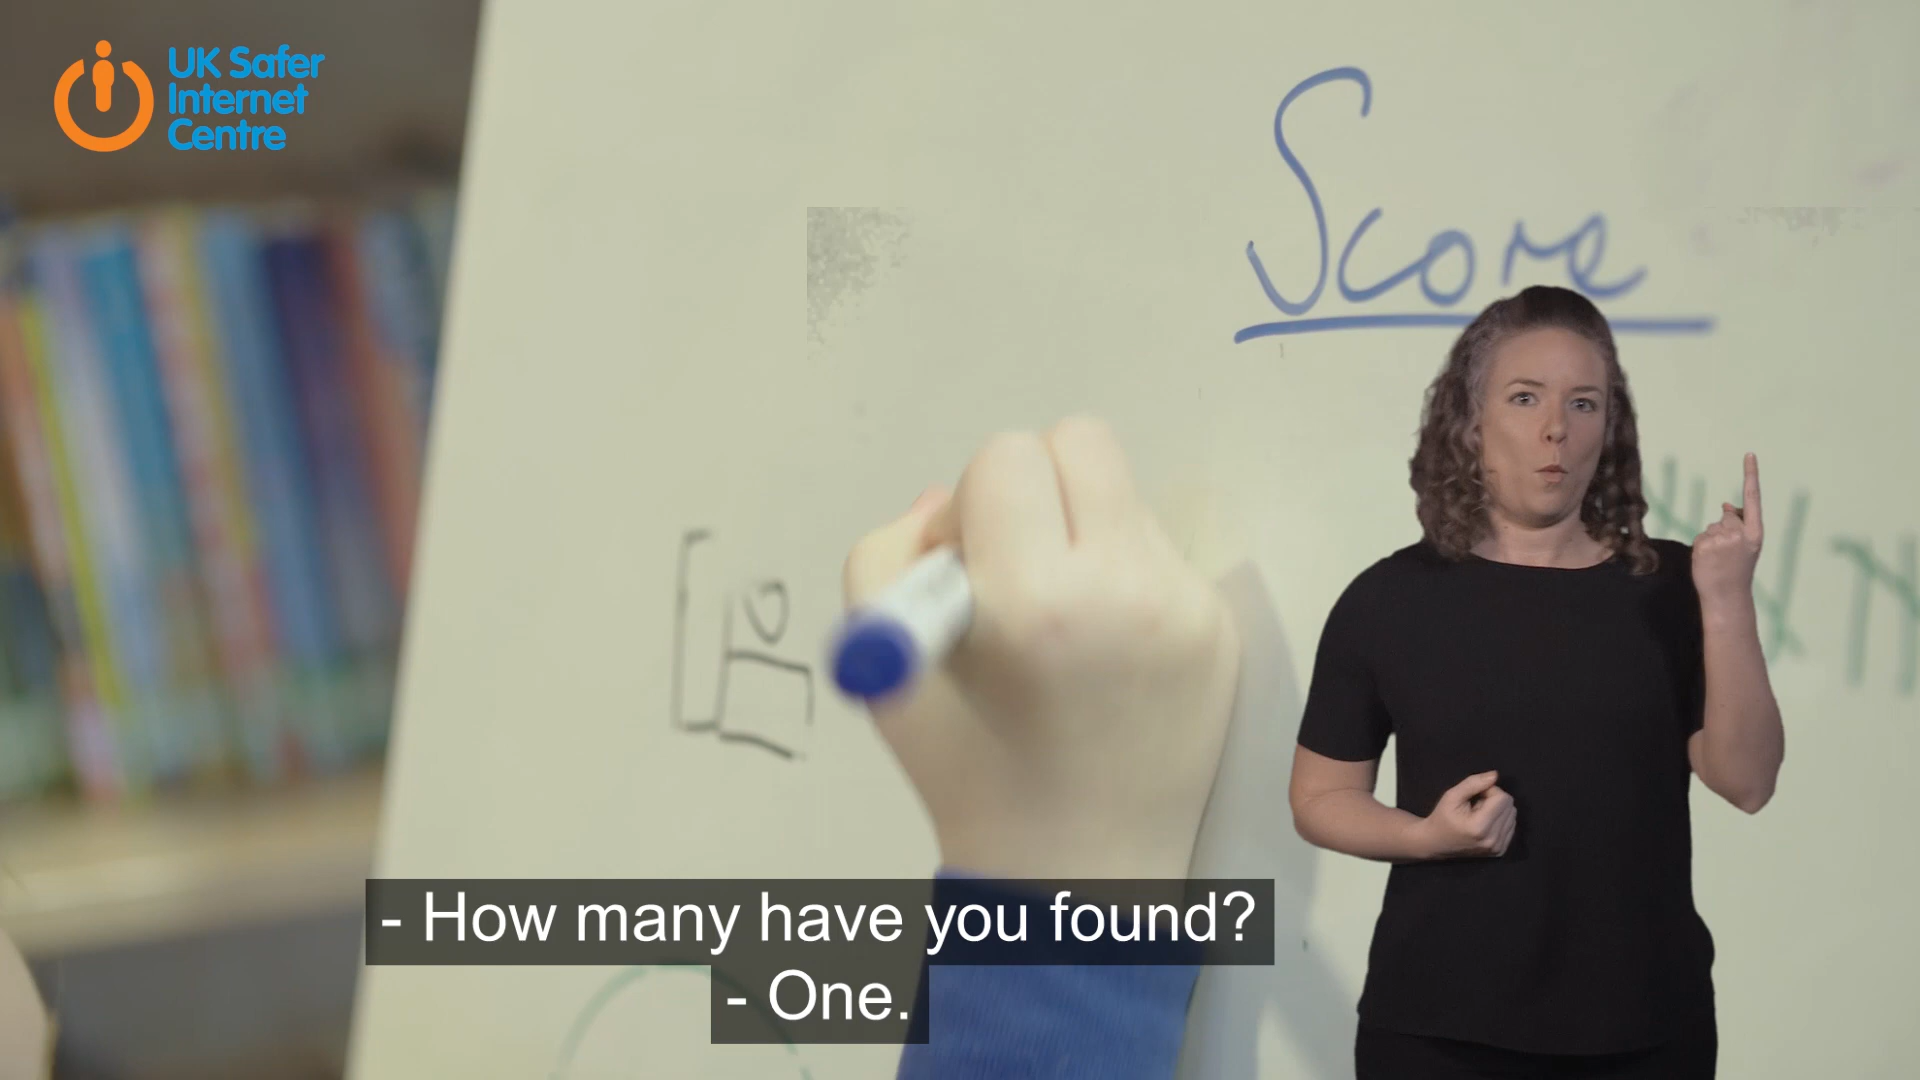 UK Safer
Internet
Centre
Score
- How many have you found?
- One.